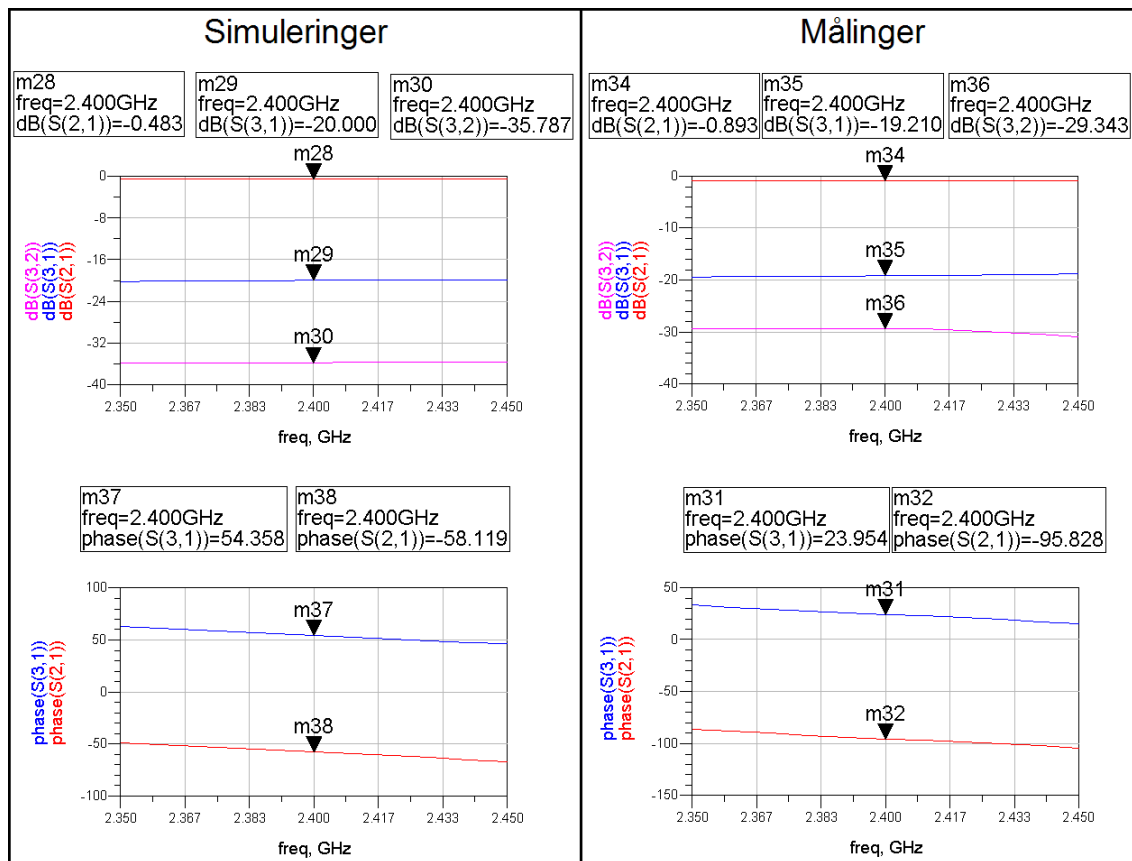 Simuleringer
m28
freq=2.400GHz
dB(S(2,1))=-0.483
m29
freq=2.400GHz
dB(S(3,1))=-20.000
m30
freq=2.400GHz
dB(S(3,2))=-35.787
m28
m29
m30
0
-8
-16
-24
-32
-40
dB(S(3,2))
dB(S(3,1))
dB(S(2,1))
2.350 2.367 2.383 2.400 2.417 2.433 2.450
freq, GHz
m37
freq=2.400GHz
phase(S(3,1))=54.358
m38
freq=2.400GHz
phase(S(2,1))=-58.119
m37
m38
100
50
0
-50
-100
phase(S(3,1))
phase(S(2,1))
2.350 2.367 2.383 2.400 2.417 2.433 2.450
freq, GHz
Målinger
m34
freq=2.400GHz
dB(S(2,1))=-0.893
m35
freq=2.400GHz
dB(S(3,1))=-19.210
m36
freq=2.400GHz
dB(S(3,2))=-29.343
m34
m35
m36
0
-10
-20
-30
-40
dB(S(3,2))
dB(S(3,1))
dB(S(2,1))
2.350 2.367 2.383 2.400 2.417 2.433 2.450
freq, GHz
m31
freq=2.400GHz
phase(S(3,1))=23.954
m32
freq=2.400GHz
phase(S(2,1))=-95.828
m31
m32
50
0
-50
-100
-150
phase(S(3,1))
phase(S(2,1))
2.350 2.367 2.383 2.400 2.417 2.433 2.450
freq, GHz